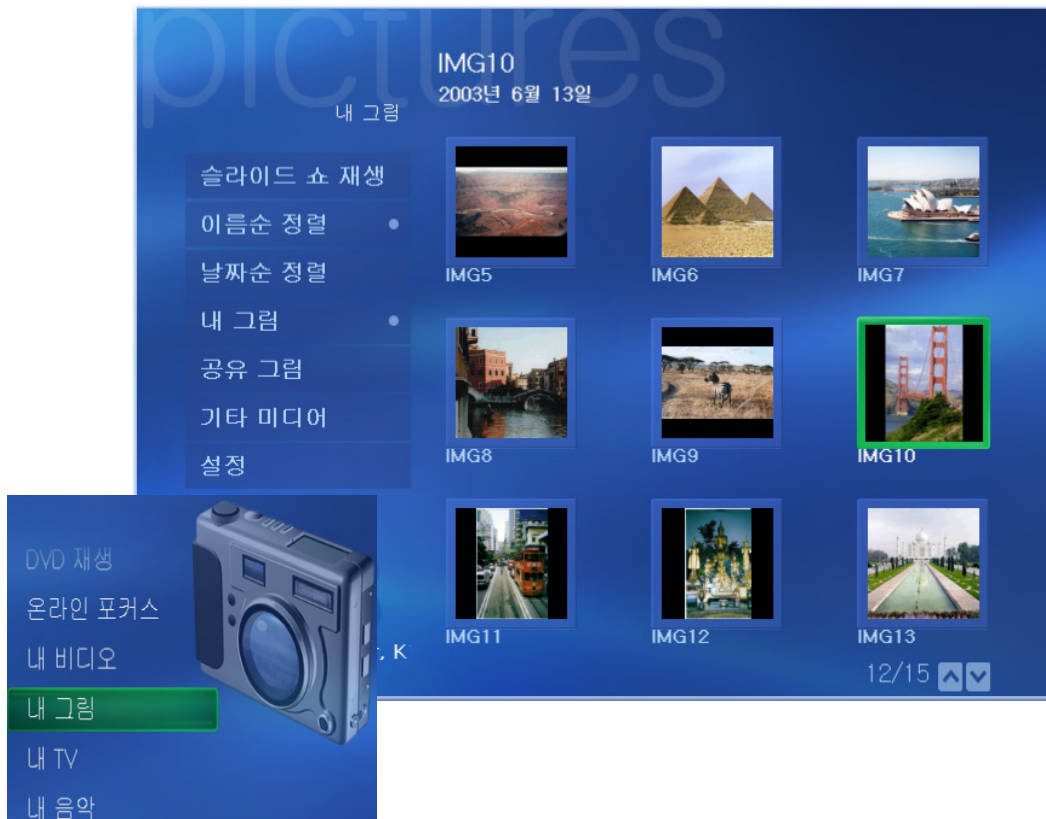 pictures
IMG10
2003년 6월 13일
내 그림
슬라이드 쇼 재생
이름순 정렬
날짜순 정렬
내 그림
공유 그림
기타 미디어
설정
IMG5 IMG6 IMG7
IMG8 IMG9 IMG10
IMG11 IMG12 IMG13
12/15
, K
DVD 재생
온라인 포커스
내 비디오
내 그림
내 TV
내 음악